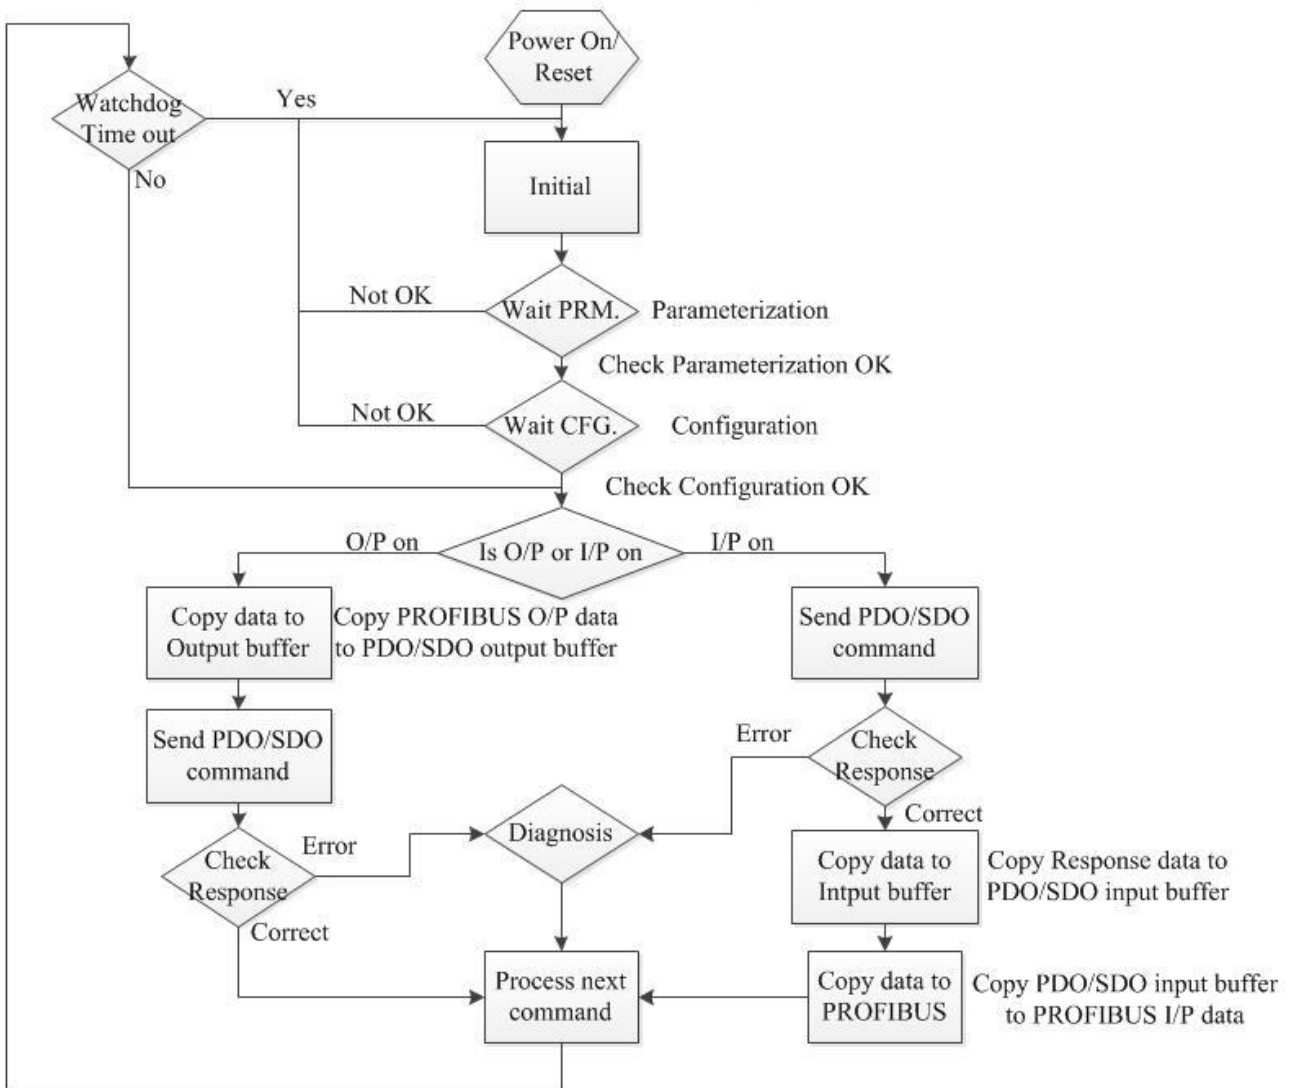 Power On/
Reset
Watchdog
Time out
Yes
No
Initial
Not OK
Wait PRM.
Parameterization
Check Parameterization OK
Not OK
Wait CFG.
Configuration
Check Configuration OK
O/P on
Is O/P or I/P on
I/P on
Copy data to
Output buffer
Copy PROFIBUS O/P data
to PDO/SDO output buffer
Send PDO/SDO
command
Send PDO/SDO
command
Error
Check
Response
Correct
Diagnosis
Error
Check
Response
Correct
Copy data to
Intput buffer
Copy Response data to
PDO/SDO input buffer
Process next
command
Copy data to
PROFIBUS
Copy PDO/SDO input buffer
to PROFIBUS I/P data